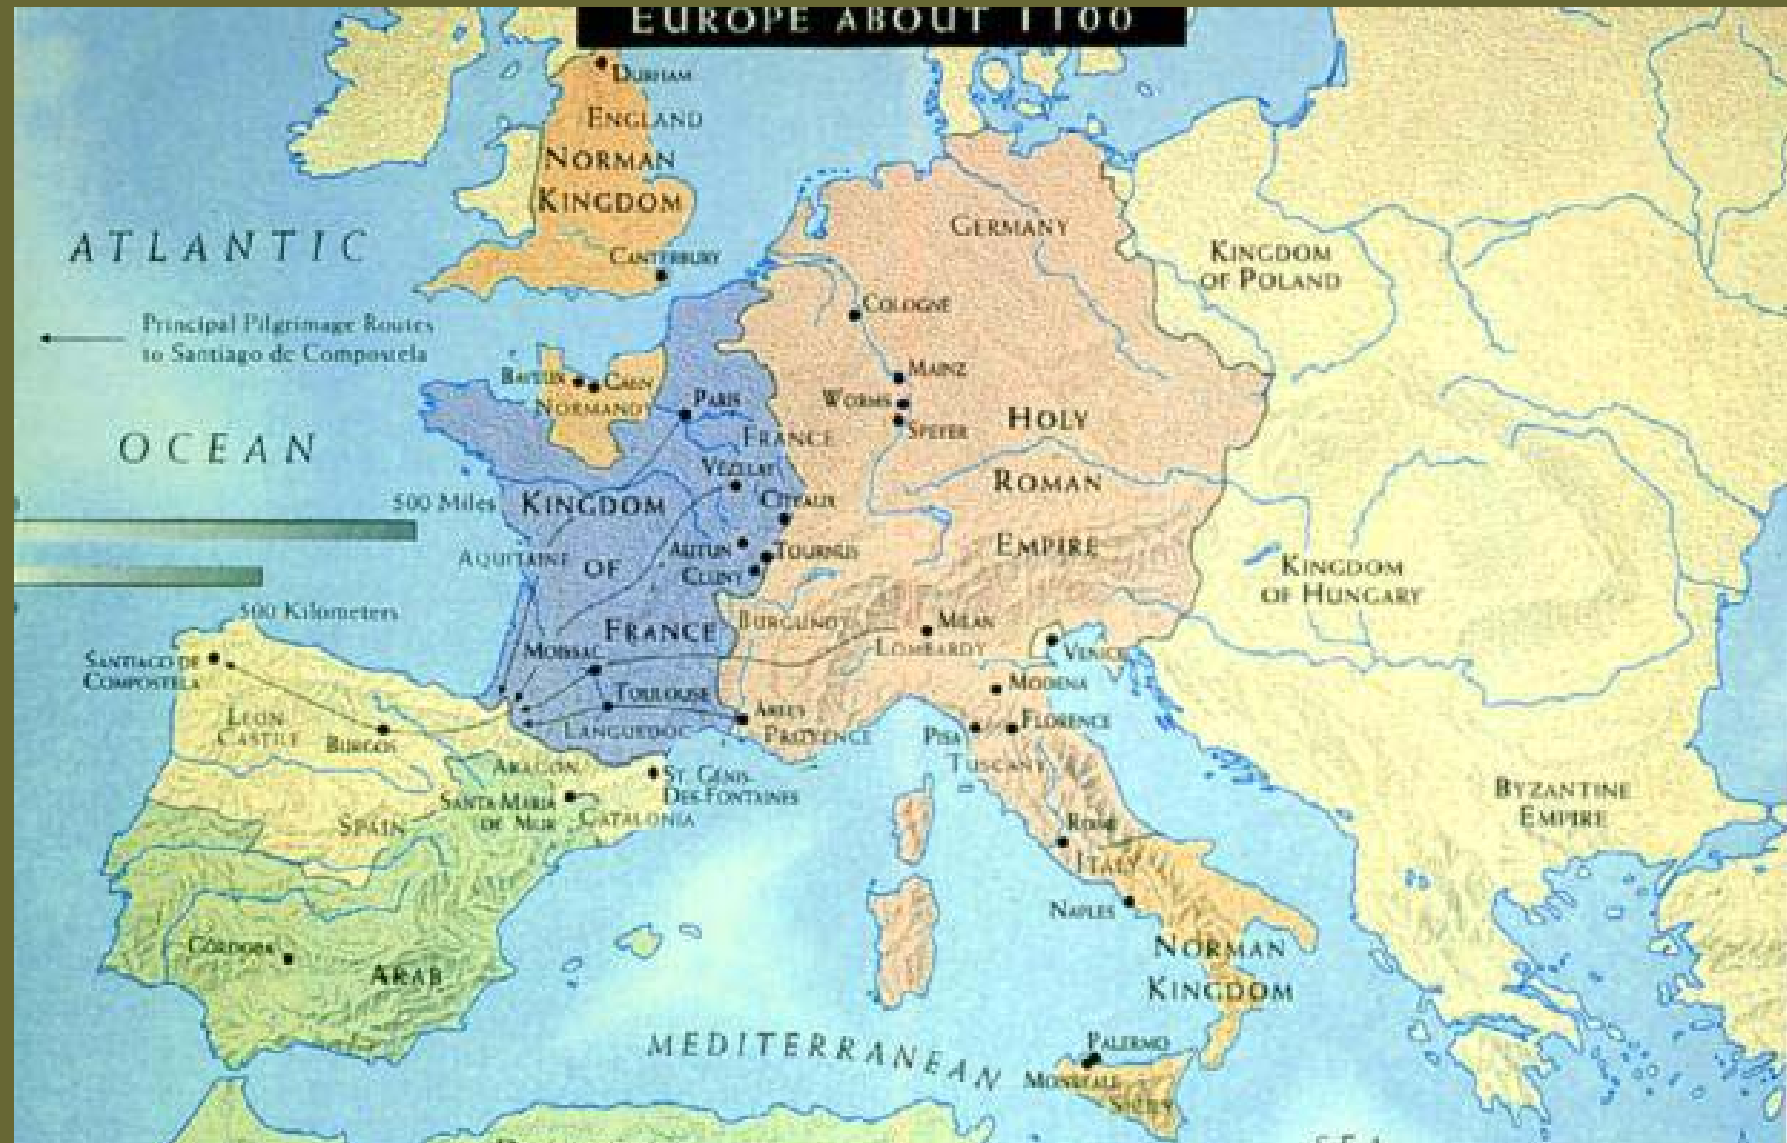 EUROPE ABOUT 1100
DURHAM
ENGLAND
NORMAN
KINGDOM
CANTERBURY
ATLANTIC
OCEAN
Principal Pilgrimage Routes
to Santiago de Compostela
500 Miles
500 Kilometers
GERMANY
COLOGNE
MAINZ
WORMS
SPEYER
HOLY
ROMAN
EMPIRE
KINGDOM
OF POLAND
KINGDOM
OF HUNGARY
BYZANTINE
EMPIRE
BAYEUX
CAEN
NORMANDY
PARIS
FRANCE
VÉZELAY
CITEAUX
KINGDOM
OF
FRANCE
AQUITAINE
AUTUN
TOURNUS
CLUNY
BURGUNDY
MILAN
LOMBARDY
VENICE
MOISSAC
TOULOUSE
LANGUEDOC
ARLES
PROVENCE
MODENA
PISA
FLORENCE
TUSCANY
ROME
ITALY
NAPLES
NORMAN
KINGDOM
PALERMO
MONREALE
SICILY
SANTIAGO DE
COMPOSTELA
LEON
CASTILE
BURGOS
ARAGON
ST. GENIS-
DES-FONTAINES
SANTA MARIA
DE MUR
CATALONIA
SPAIN
CÓRDOBA
ARAB
MEDITERRANEAN
SEA